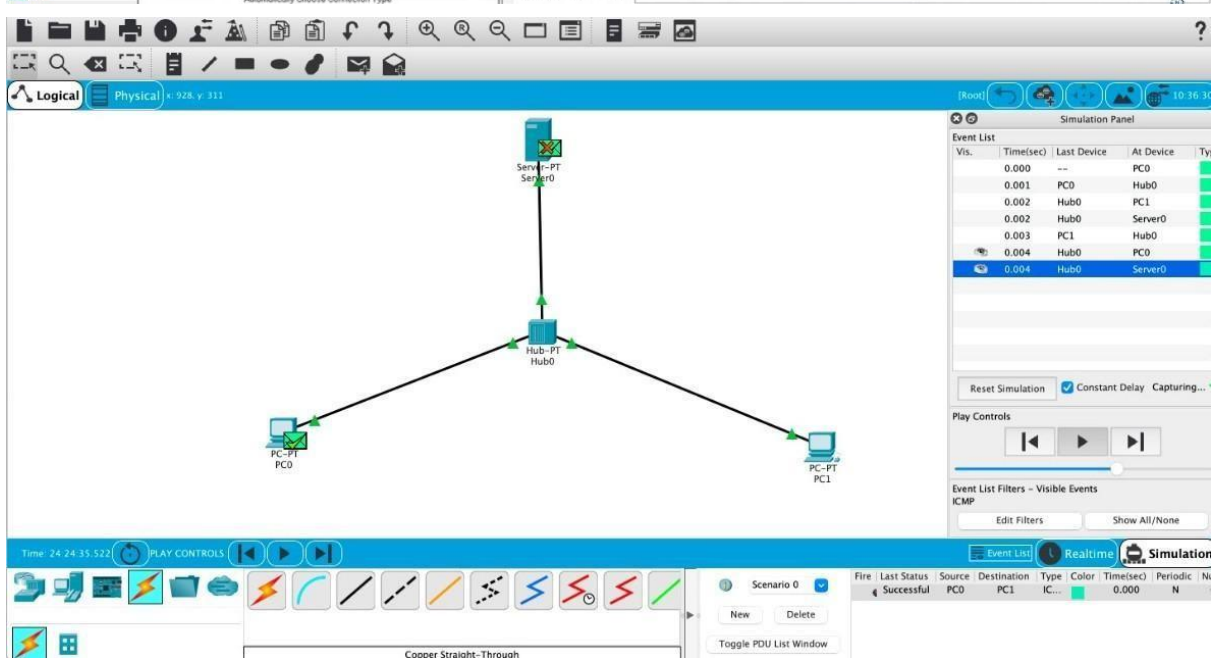 Automatically Choose Connection Type
?
Logical Physical x: 928, y: 311 [Root] 10:36:30
Simulation Panel
Event List
Vis. Time(sec) Last Device At Device Ty
0.000 -- PC0
0.001 PC0 Hub0
0.002 Hub0 PC1
0.002 Hub0 Server0
0.003 PC1 Hub0
0.004 Hub0 PC0
0.004 Hub0 Server0
Server-PT
Server0
Hub-PT
Hub0
PC-PT
PC0
PC-PT
PC1
Reset Simulation Constant Delay Capturing...
Play Controls
Event List Filters - Visible Events
ICMP
Edit Filters Show All/None
Time: 24:24:35.522 PLAY CONTROLS: Event List Realtime Simulation
Scenario 0
New Delete
Toggle PDU List Window
Fire Last Status Source Destination Type Color Time(sec) Periodic Nu
Successful PC0 PC1 IC... 0.000 N
Copper Straight-Through